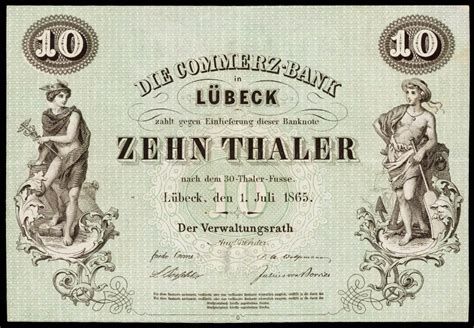 10 10
DIE COMMERZ-BANK
in
LÜBECK
zahlt gegen Einlieferung dieser Banknote
ZEHN THALER
nach dem 30-Thaler-Fusse.
10
Lübeck, den 1. Juli 1865.
Der Verwaltungsrath